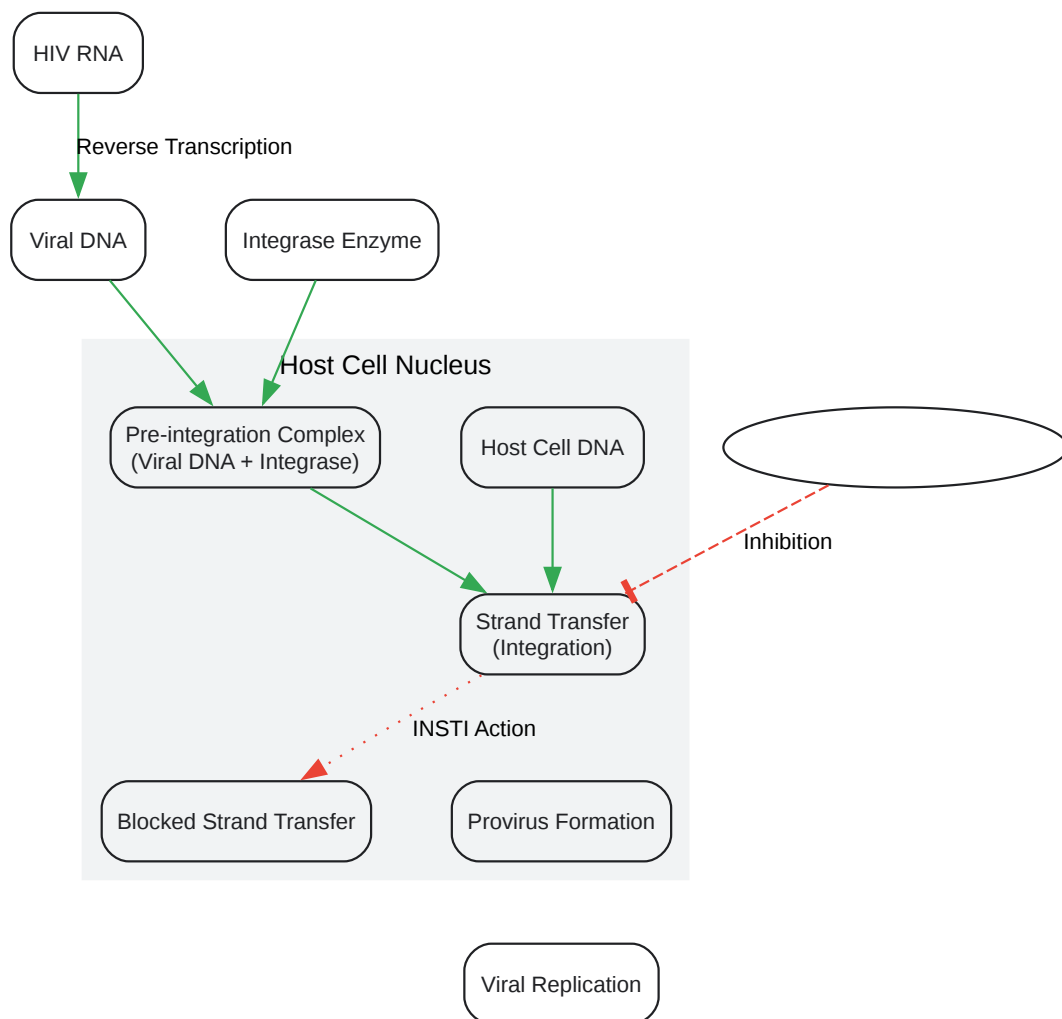 HIV RNA
Reverse Transcription
Viral DNA
Integrase Enzyme
Host Cell Nucleus
Pre-integration Complex
(Viral DNA + Integrase)
Host Cell DNA
Inhibition
Strand Transfer
(Integration)
INSTI Action
Blocked Strand Transfer
Provirus Formation
Viral Replication